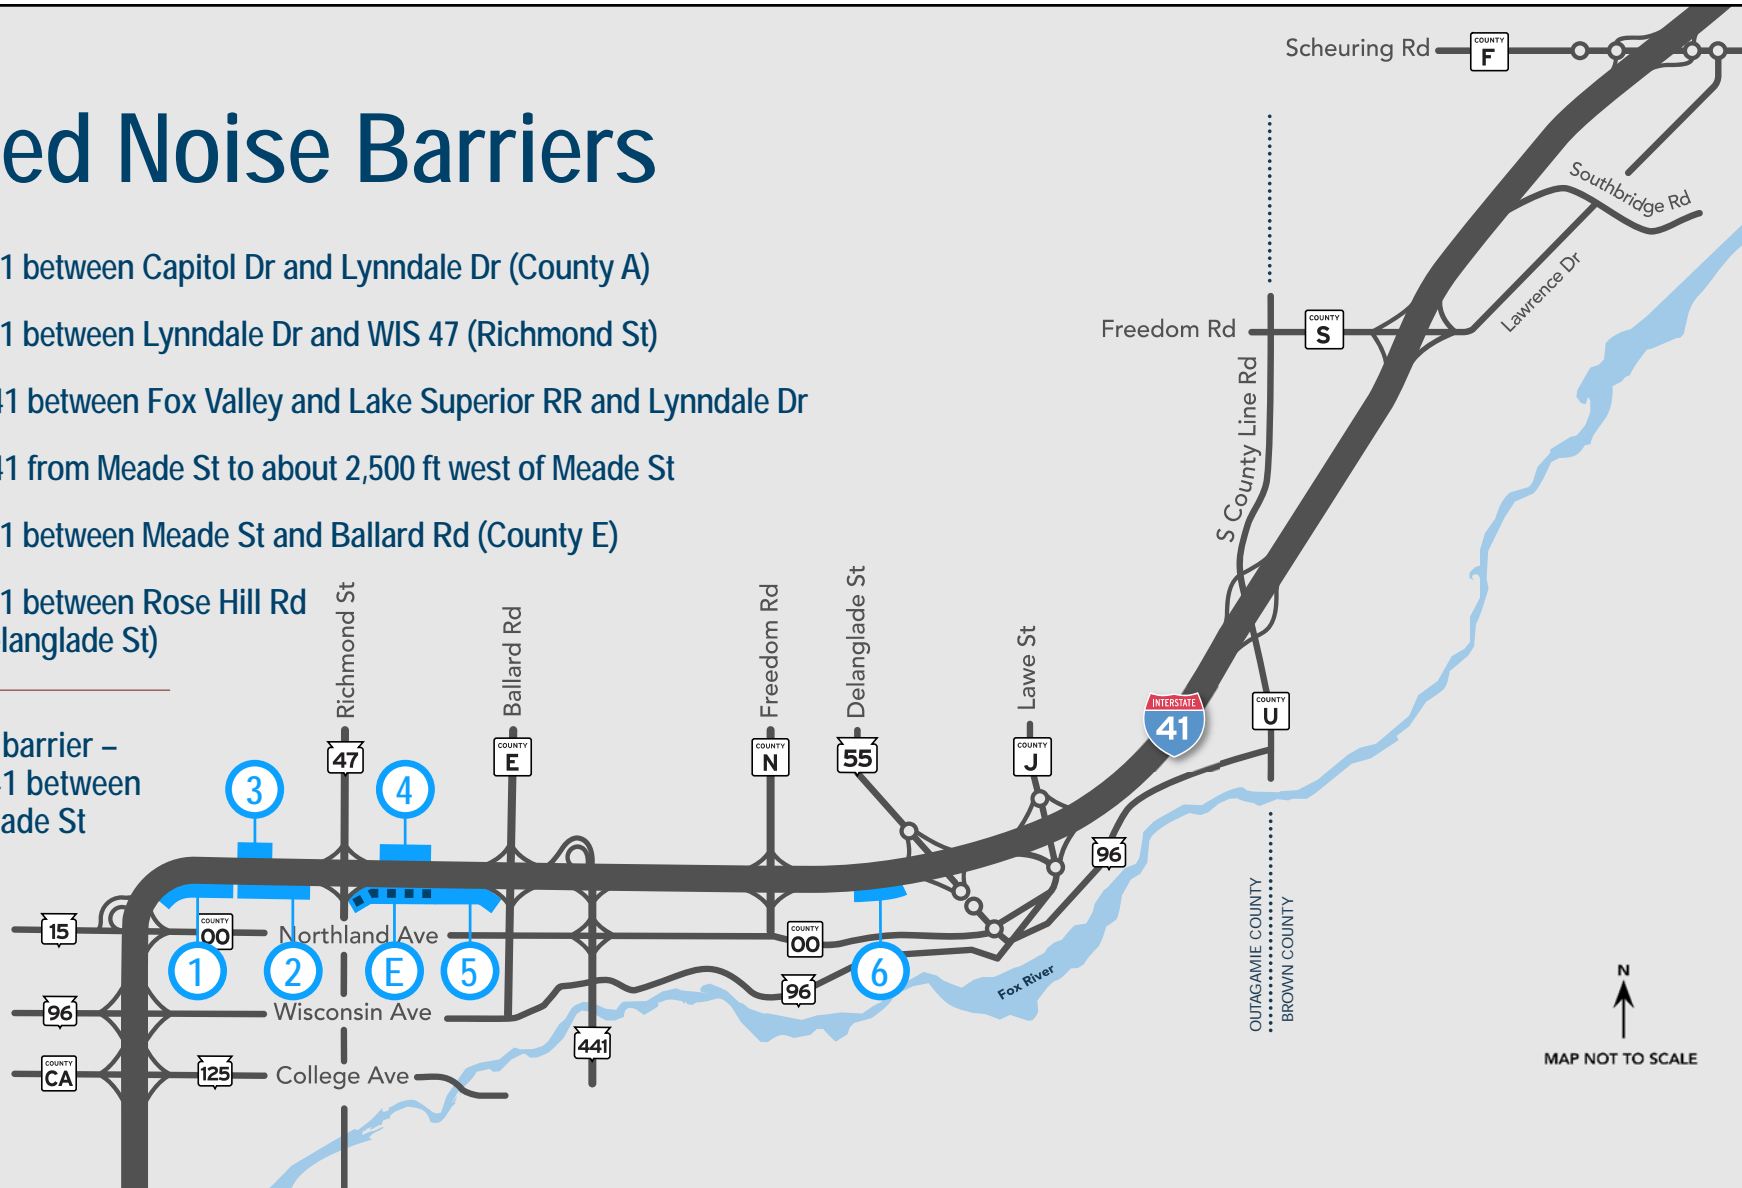 Scheuring Rd
COUNTY
F
ed Noise Barriers
Southbridge Rd
1 between Capitol Dr and Lynndale Dr (County A)
Lawrence Dr
1 between Lynndale Dr and WIS 47 (Richmond St)
Freedom Rd
COUNTY
S
41 between Fox Valley and Lake Superior RR and Lynndale Dr
S County Line Rd
41 from Meade St to about 2,500 ft west of Meade St
1 between Meade St and Ballard Rd (County E)
1 between Rose Hill Rd
langlade St)
Richmond St
Ballard Rd
Freedom Rd
Delanglade St
Lawe St
INTERSTATE
41
COUNTY
U
barrier –
41 between
ade St
47
COUNTY
E
COUNTY
N
55
COUNTY
J
3
4
96
15
COUNTY
OO
Northland Ave
COUNTY
OO
1
2
E
5
6
96
Fox River
OUTAGAMIE COUNTY
BROWN COUNTY
96
Wisconsin Ave
441
COUNTY
CA
125
College Ave
N
MAP NOT TO SCALE